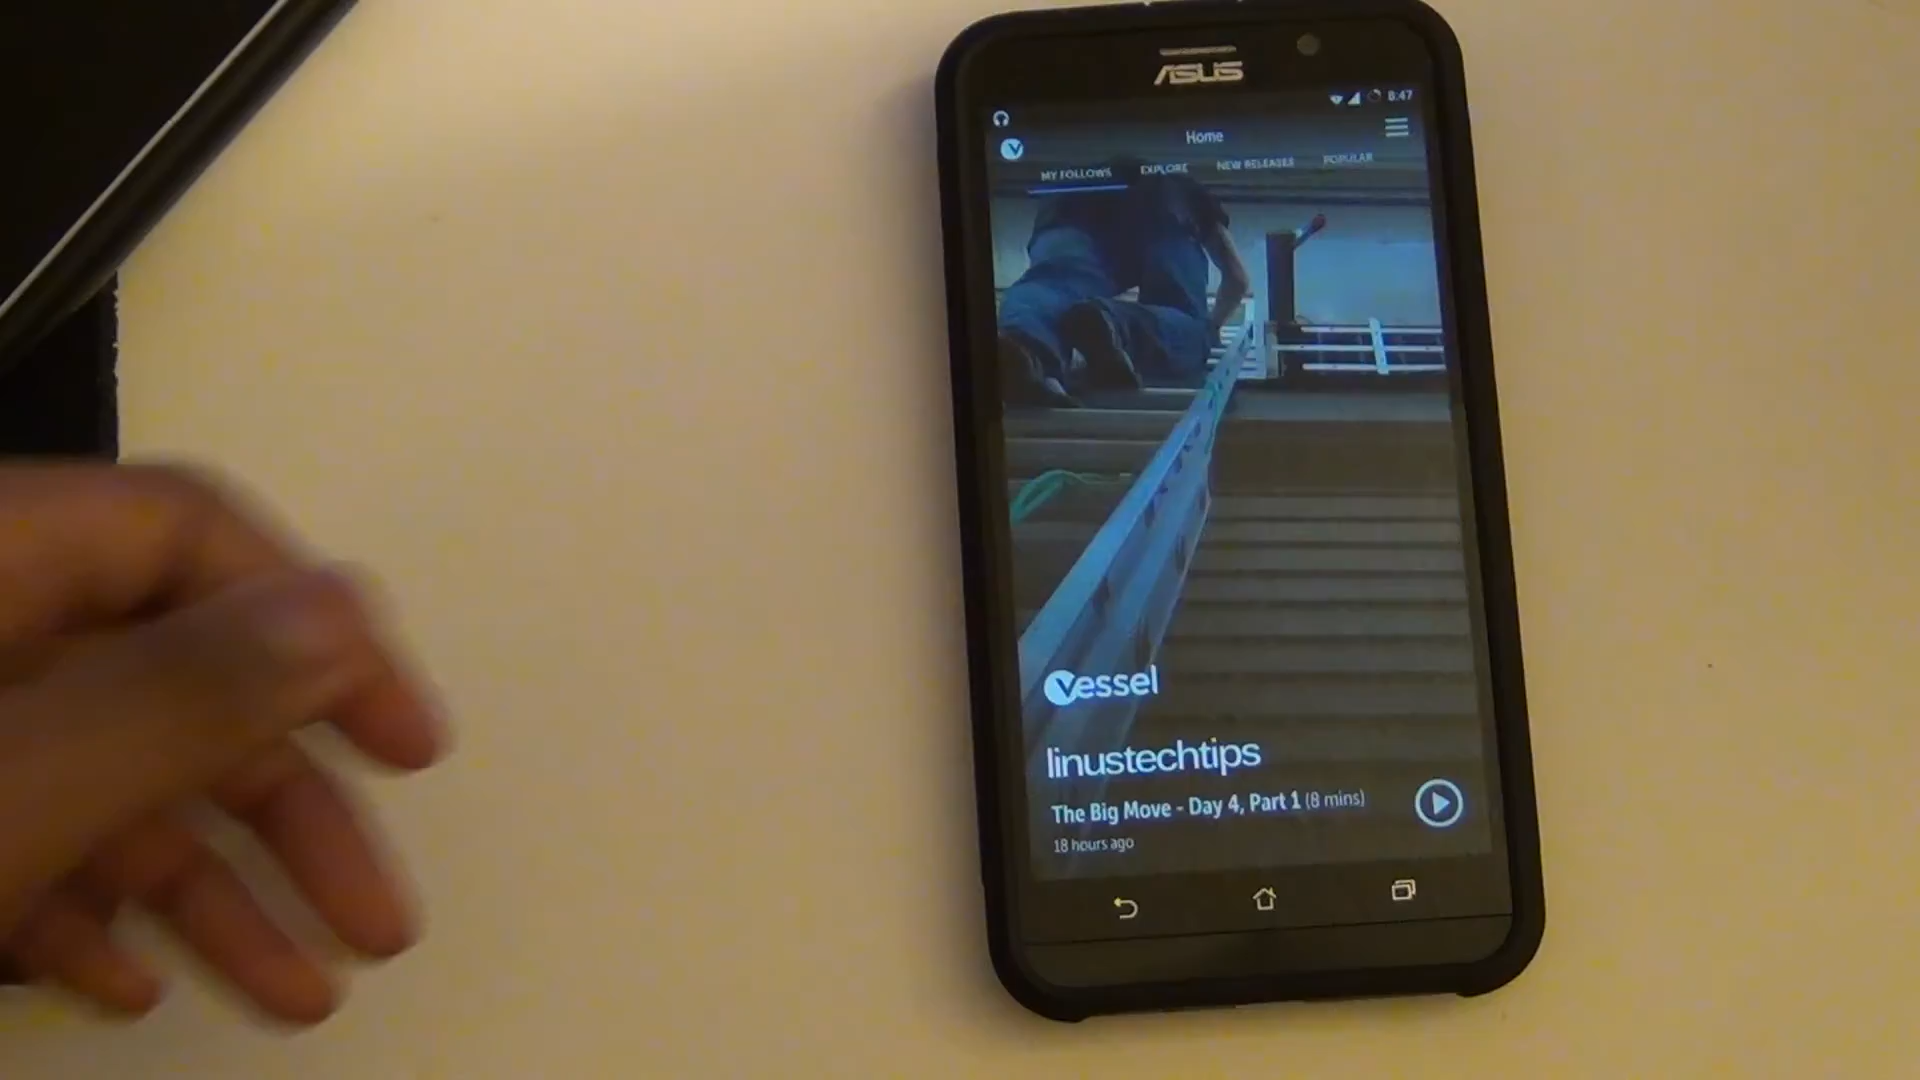 ASUS
8:47
Home
MY FOLLOWS EXPLORE NEW RELEASES POPULAR
vessel
linustechtips
The Big Move - Day 4, Part 1 (8 mins)
18 hours ago